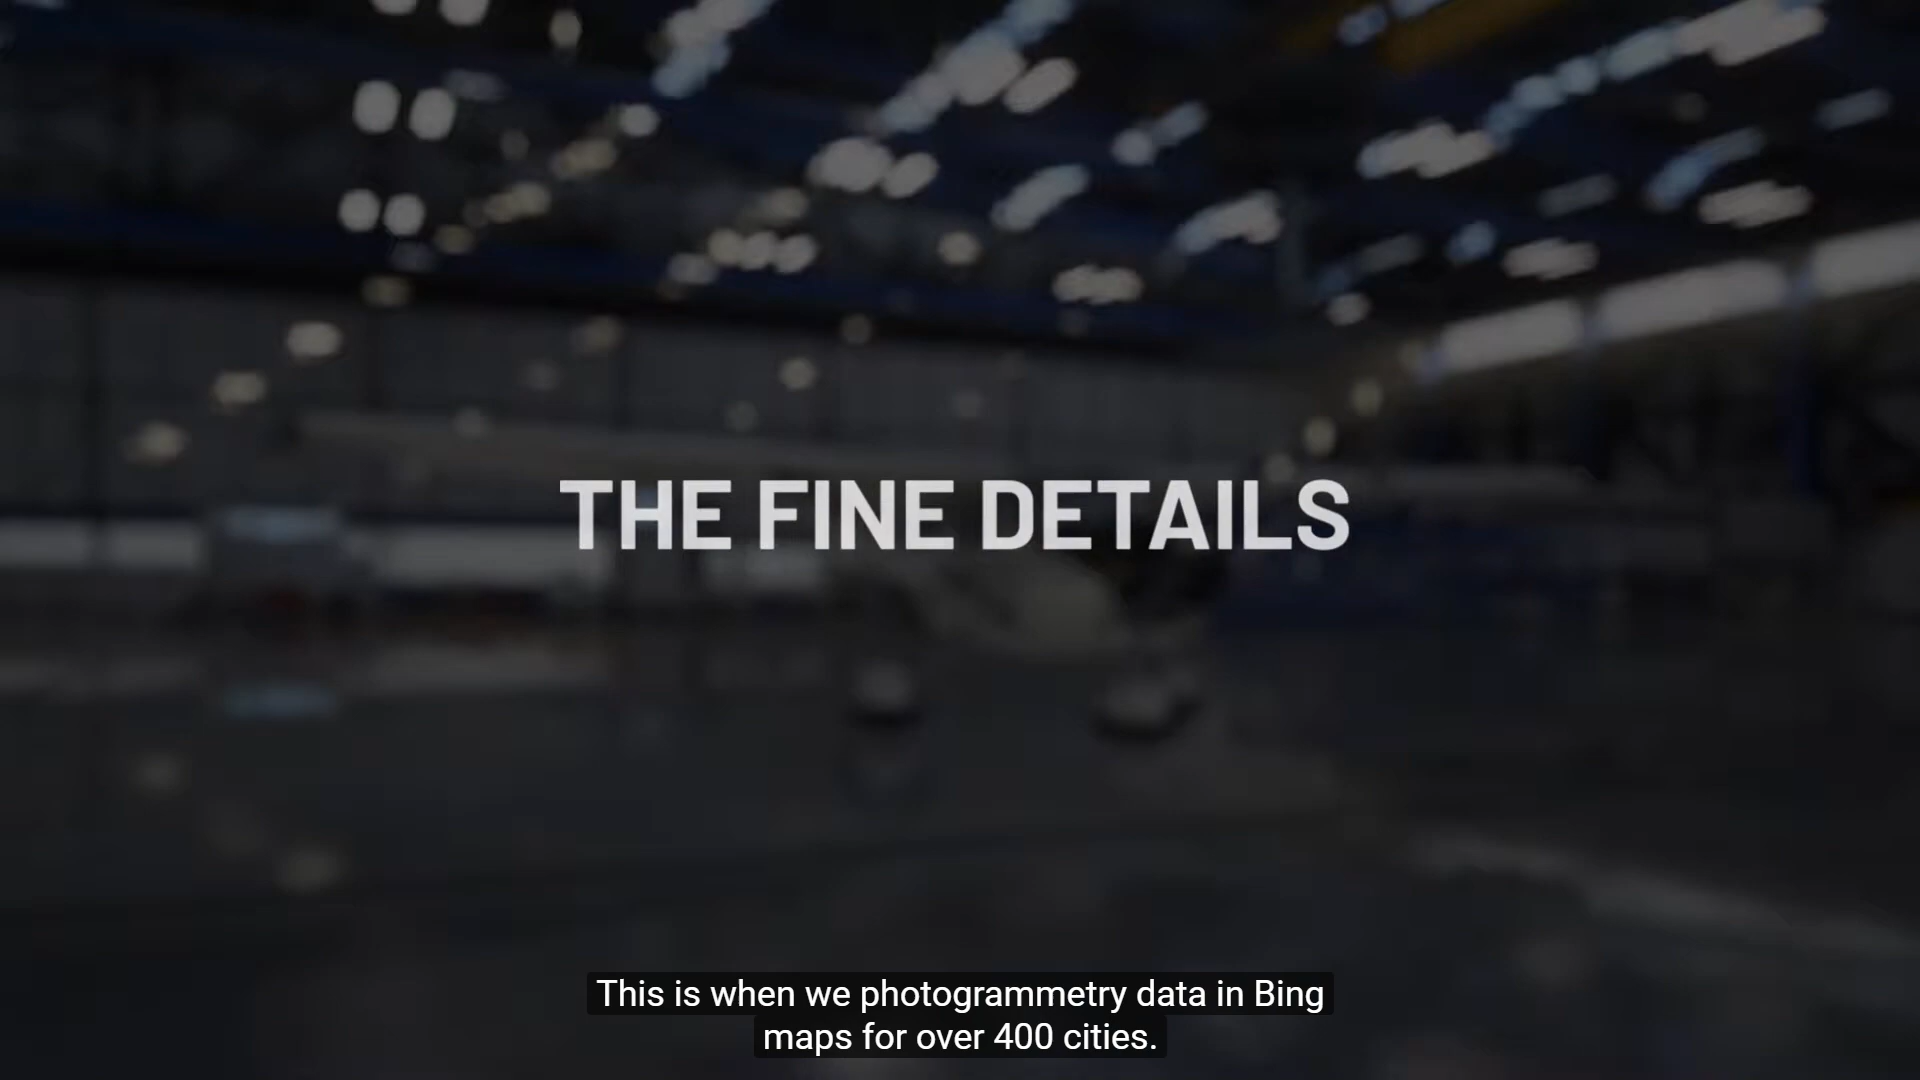 THE FINE DETAILS
This is when we photogrammetry data in Bing
maps for over 400 cities.